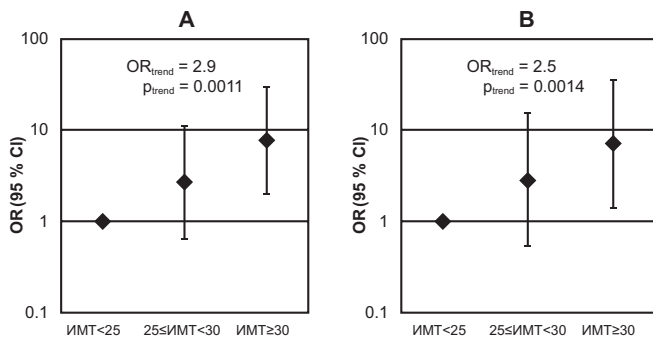 A
OR (95 % CI)
100
10
1
0.1
ORtrend = 2.9
ptrend = 0.0011
ИМТ<25
25≤ИМТ<30
ИМТ≥30
B
OR (95 % CI)
100
10
1
0.1
ORtrend = 2.5
ptrend = 0.0014
ИМТ<25
25≤ИМТ<30
ИМТ≥30